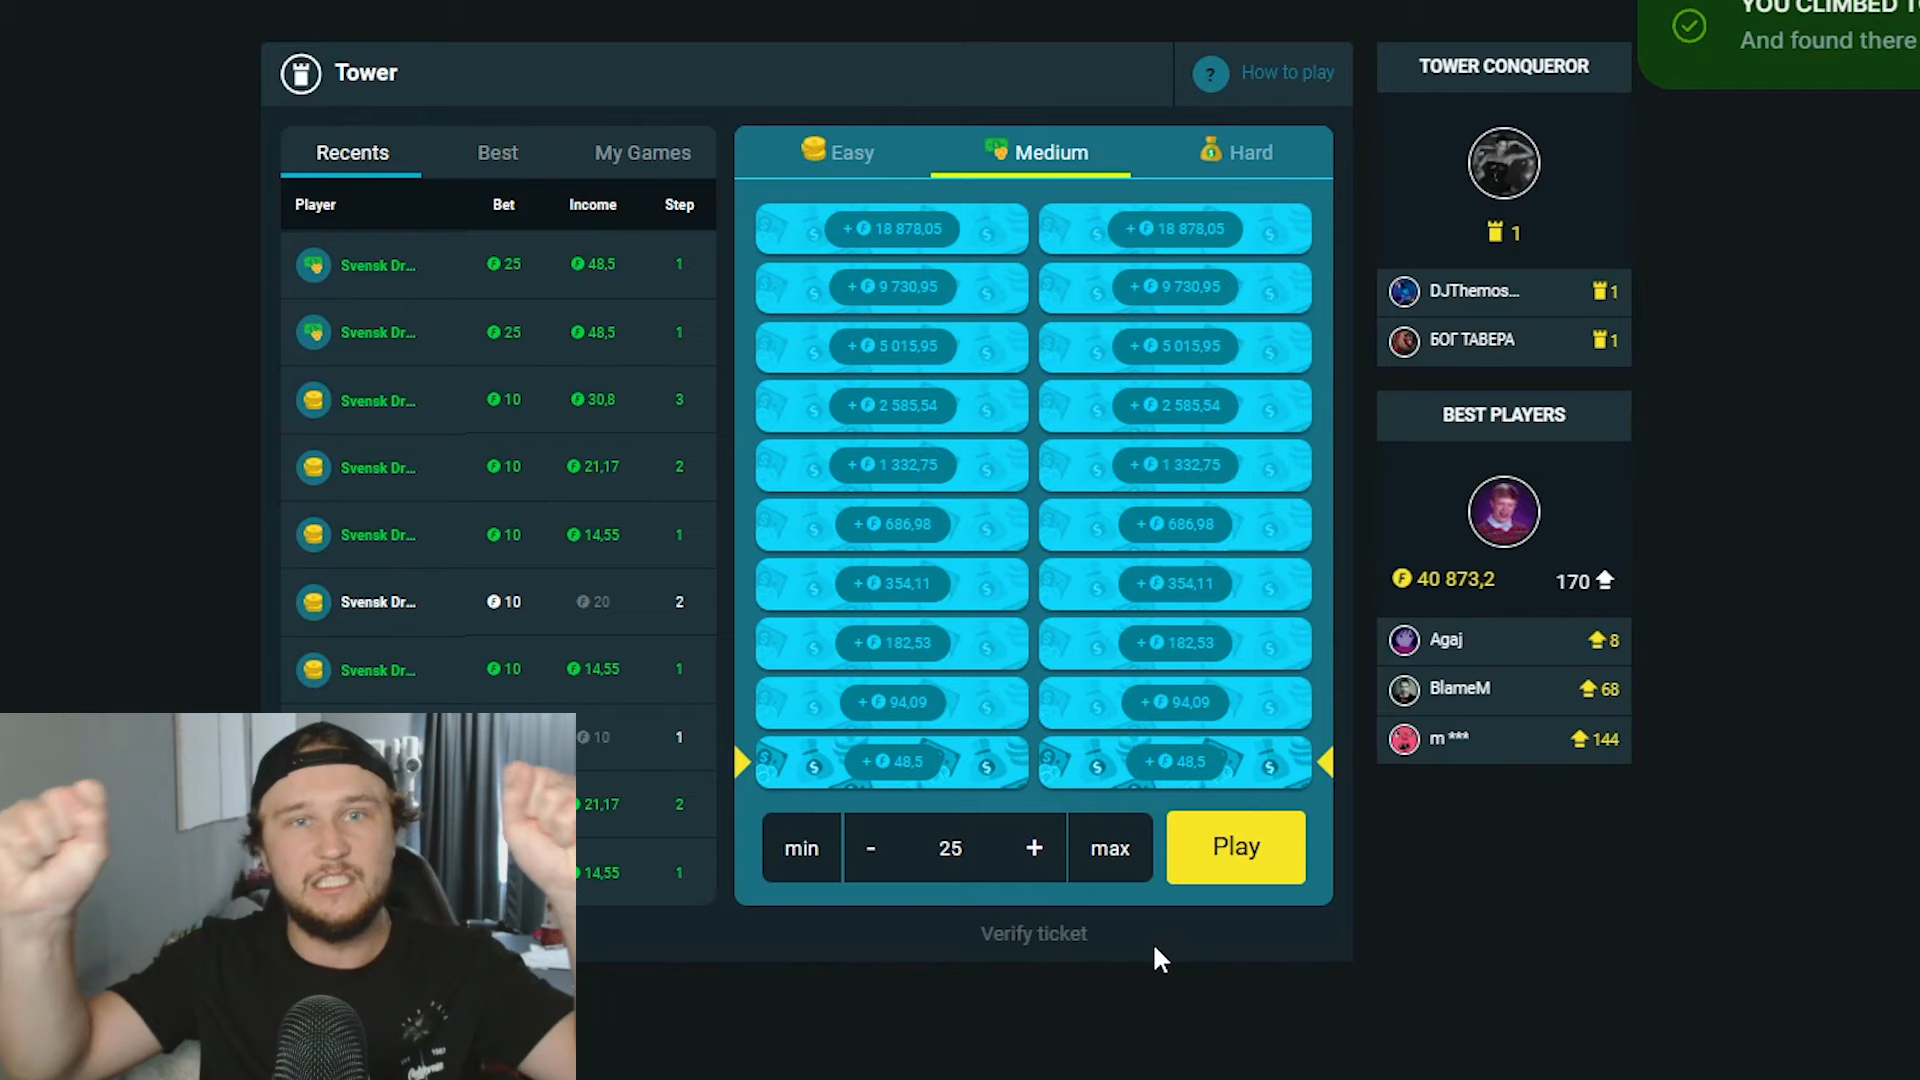 YOU CLIMBED
And found there
Tower
? How to play
TOWER CONQUEROR
1
DJThemos... 1
БОГ ТАВЕРА 1
BEST PLAYERS
40 873,2 170
Agaj 8
BlameM 68
m *** 144
Recents Best My Games
Player Bet Income Step
Svensk Dr... 25 48,5 1
Svensk Dr... 25 48,5 1
Svensk Dr... 10 30,8 3
Svensk Dr... 10 21,17 2
Svensk Dr... 10 14,55 1
Svensk Dr... 10 20 2
Svensk Dr... 10 14,55 1
10 1
21,17 2
14,55 1
Easy Medium Hard
+ 18 878,05 + 18 878,05
+ 9 730,95 + 9 730,95
+ 5 015,95 + 5 015,95
+ 2 585,54 + 2 585,54
+ 1 332,75 + 1 332,75
+ 686,98 + 686,98
+ 354,11 + 354,11
+ 182,53 + 182,53
+ 94,09 + 94,09
+ 48,5 + 48,5
min - 25 + max Play
Verify ticket